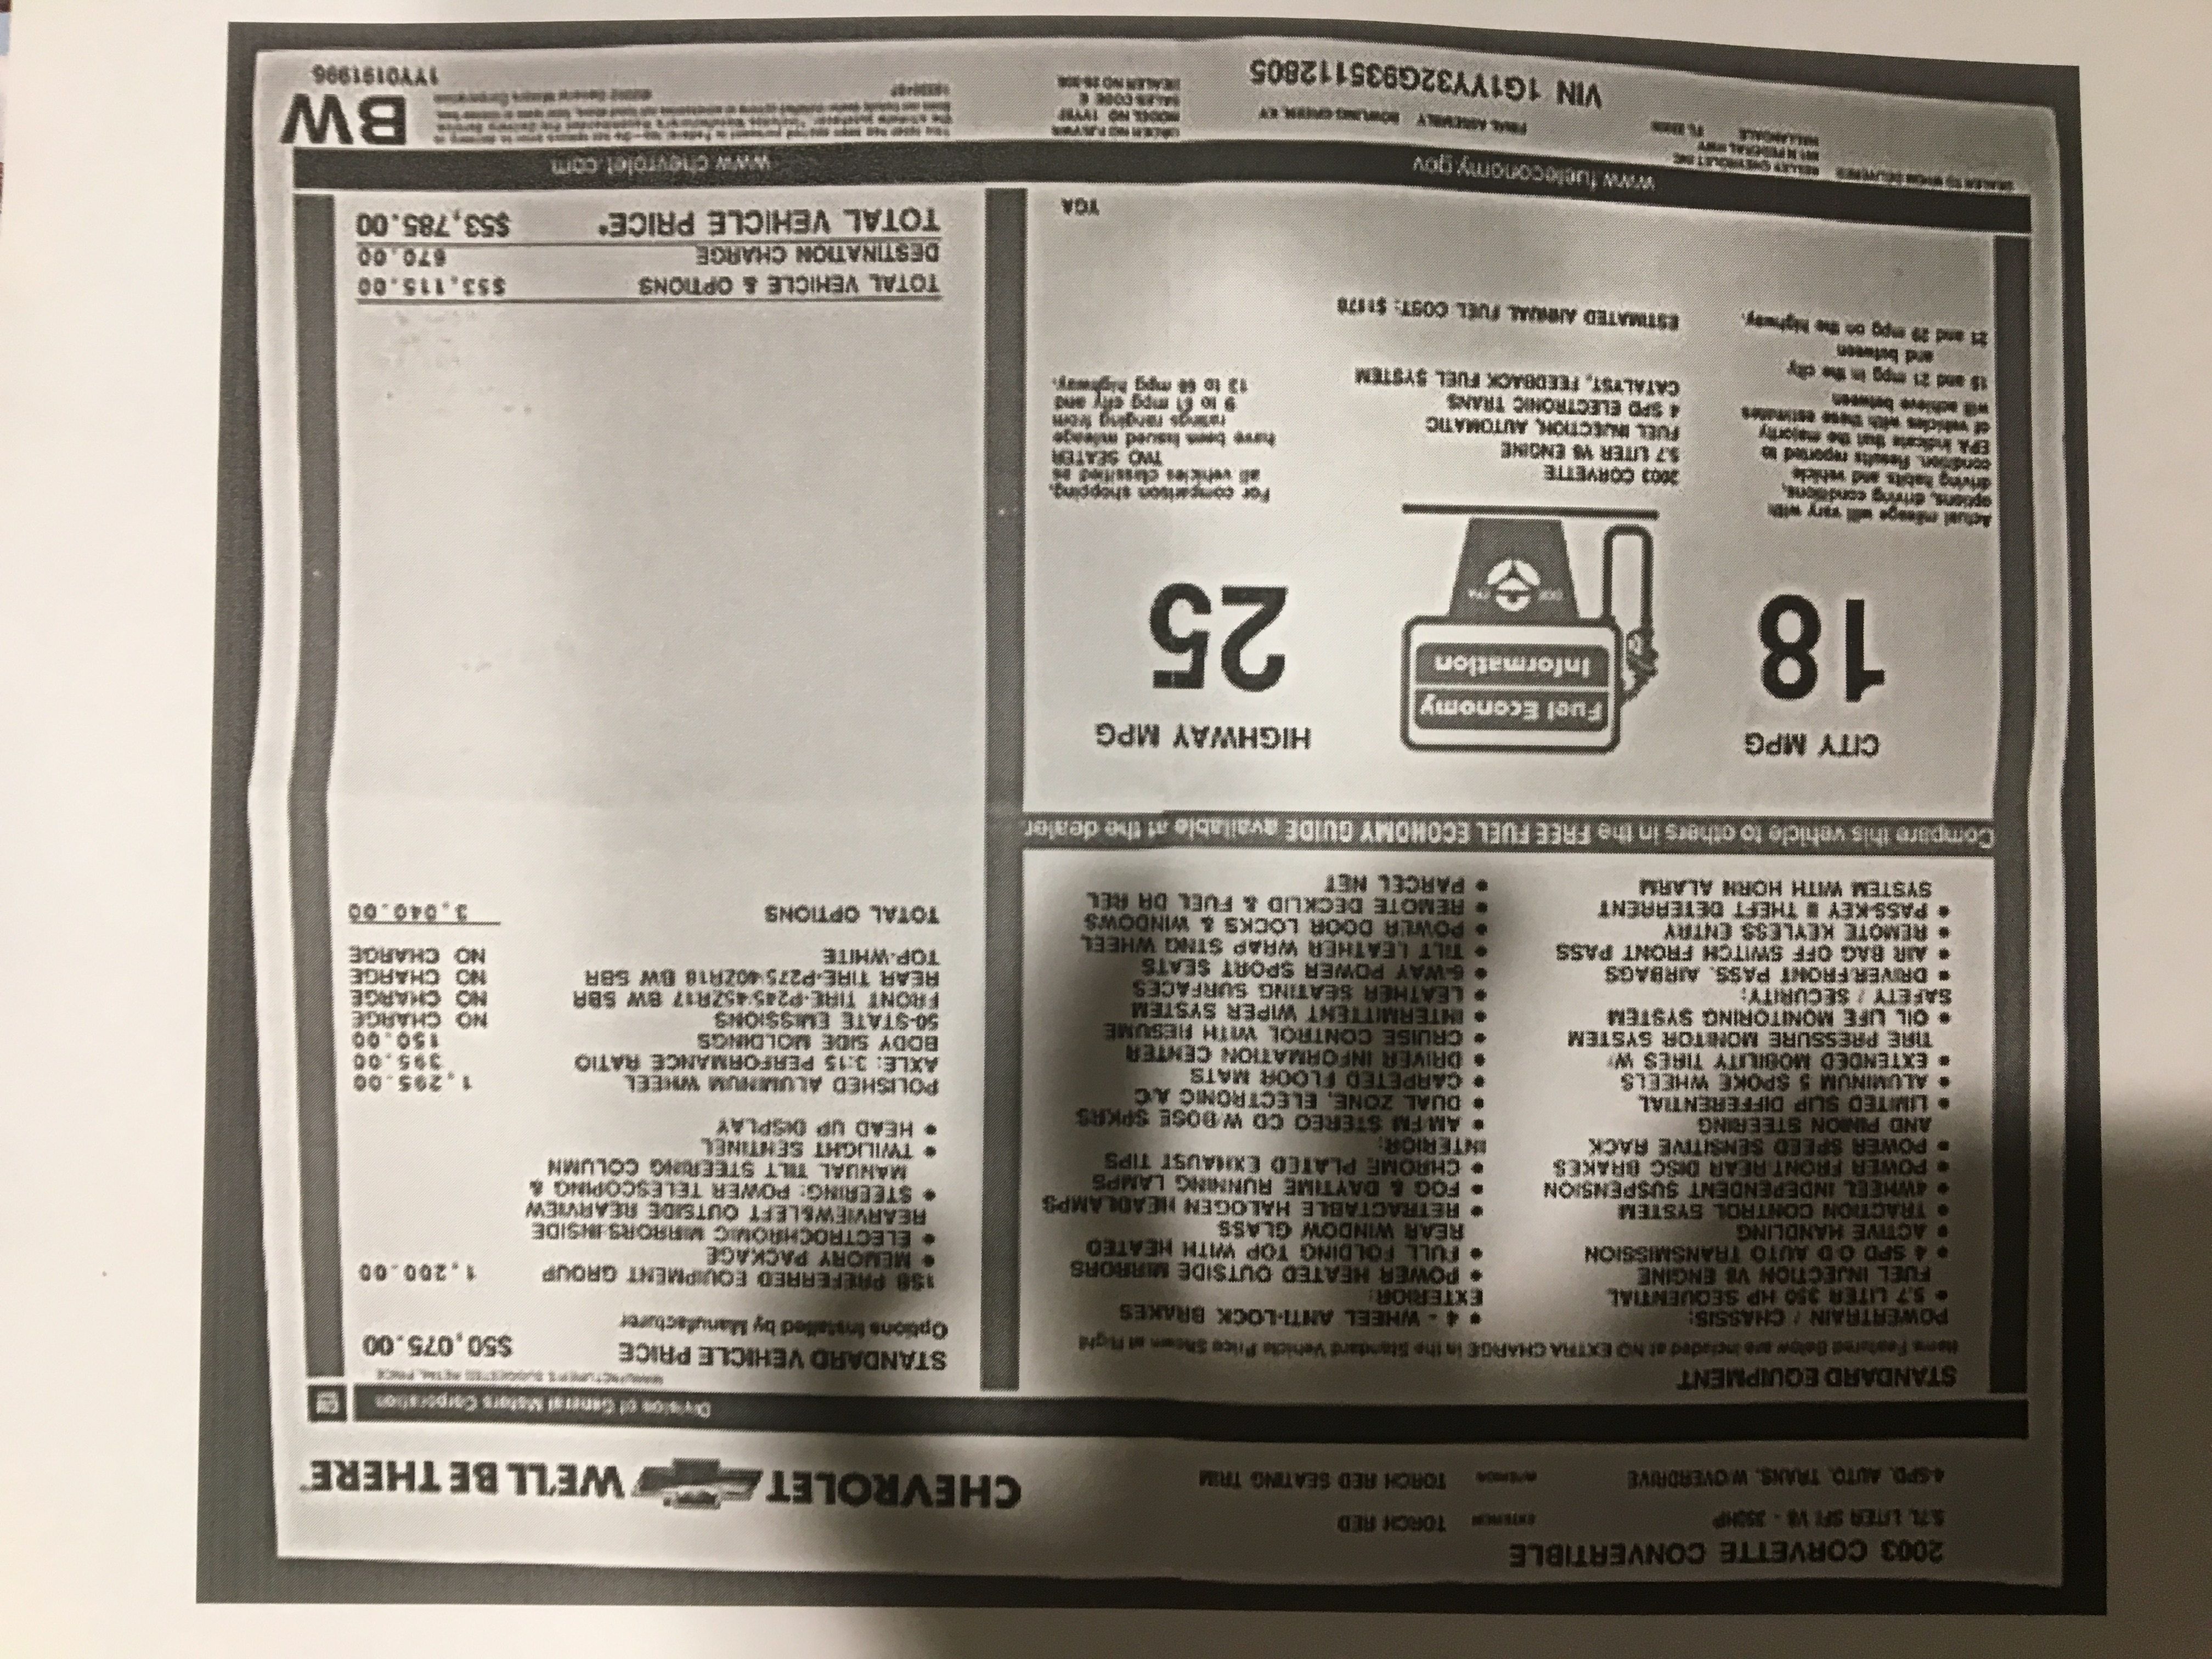 2003 CORVETTE CONVERTIBLE
5.7L LITER SFI V8 - 350HP
EXTERIOR TORCH RED
4-SPD. AUTO. TRANS. W/OVERDRIVE
TORCH RED SEATING TRIM
CHEVROLET WE'LL BE THERE™
Division of General Motors Corporation
STANDARD EQUIPMENT
Items Featured Below are Included at NO EXTRA CHARGE in the Standard Vehicle Price Shown at Right
POWERTRAIN / CHASSIS:
• 5.7 LITER 350 HP SEQUENTIAL
FUEL INJECTION V8 ENGINE
• 4 SPD O D AUTO TRANSMISSION
• ACTIVE HANDLING
• TRACTION CONTROL SYSTEM
• 4WHEEL INDEPENDENT SUSPENSION
• POWER FRONT/REAR DISC BRAKES
• POWER SPEED SENSITIVE RACK
AND PINION STEERING
• LIMITED SLIP DIFFERENTIAL
• ALUMINUM 5 SPOKE WHEELS
• EXTENDED MOBILITY TIRES W/
TIRE PRESSURE MONITOR SYSTEM
• OIL LIFE MONITORING SYSTEM
SAFETY / SECURITY:
• DRIVER/FRONT PASS. AIRBAGS
• AIR BAG OFF SWITCH FRONT PASS
• REMOTE KEYLESS ENTRY
• PASS-KEY II THEFT DETERRENT
SYSTEM WITH HORN ALARM
• 4 - WHEEL ANTI-LOCK BRAKES
EXTERIOR:
• POWER HEATED OUTSIDE MIRRORS
• FULL FOLDING TOP WITH HEATED
REAR WINDOW GLASS
• RETRACTABLE HALOGEN HEADLAMPS
• FOG & DAYTIME RUNNING LAMPS
• CHROME PLATED EXHAUST TIPS
INTERIOR:
• AM/FM STEREO CD W/BOSE SPKRS
• DUAL ZONE, ELECTRONIC A/C
• CARPETED FLOOR MATS
• DRIVER INFORMATION CENTER
• CRUISE CONTROL WITH RESUME
• INTERMITTENT WIPER SYSTEM
• LEATHER SEATING SURFACES
• 6-WAY POWER SPORT SEATS
• TILT LEATHER WRAP STNG WHEEL
• POWER DOOR LOCKS & WINDOWS
• REMOTE DECKLID & FUEL DR REL
• PARCEL NET
MANUFACTURER'S SUGGESTED RETAIL PRICE
STANDARD VEHICLE PRICE $50,075.00
Options Installed by Manufacturer
1SB PREFERRED EQUIPMENT GROUP 1,200.00
• MEMORY PACKAGE
• ELECTROCHROMIC MIRRORS-INSIDE
REARVIEW&LEFT OUTSIDE REARVIEW
• STEERING: POWER TELESCOPING &
MANUAL TILT STEERING COLUMN
• TWILIGHT SENTINEL
• HEAD UP DISPLAY
POLISHED ALUMINUM WHEEL 1,295.00
AXLE: 3.15 PERFORMANCE RATIO 395.00
BODY SIDE MOLDINGS 150.00
50-STATE EMISSIONS NO CHARGE
FRONT TIRE-P245/45ZR17 BW SBR NO CHARGE
REAR TIRE-P275/40ZR18 BW SBR NO CHARGE
TOP-WHITE NO CHARGE
TOTAL OPTIONS 3,040.00
TOTAL VEHICLE & OPTIONS $53,115.00
DESTINATION CHARGE 670.00
TOTAL VEHICLE PRICE* $53,785.00
Compare this vehicle to others in the FREE FUEL ECONOMY GUIDE available at the dealer.
CITY MPG
18
Fuel Economy
Information
HIGHWAY MPG
25
Actual mileage will vary with
options, driving conditions,
driving habits and vehicle
condition. Results reported to
EPA indicate that the majority
of vehicles with these estimates
will achieve between
15 and 21 mpg in the city
and between
21 and 29 mpg on the highway.
2003 CORVETTE
5.7 LITER V8 ENGINE
FUEL INJECTION, AUTOMATIC
4 SPD ELECTRONIC TRANS
CATALYST, FEEDBACK FUEL SYSTEM
ESTIMATED ANNUAL FUEL COST: $1178
For comparison shopping,
all vehicles classified as
TWO SEATER
have been issued mileage
ratings ranging from
9 to 61 mpg city and
13 to 68 mpg highway.
YGA
www.fueleconomy.gov
www.chevrolet.com
DEALER TO WHOM DELIVERED
FINAL ASSEMBLY BOWLING GREEN, KY
VIN 1G1YY32G935112805
BW
1YY0191996